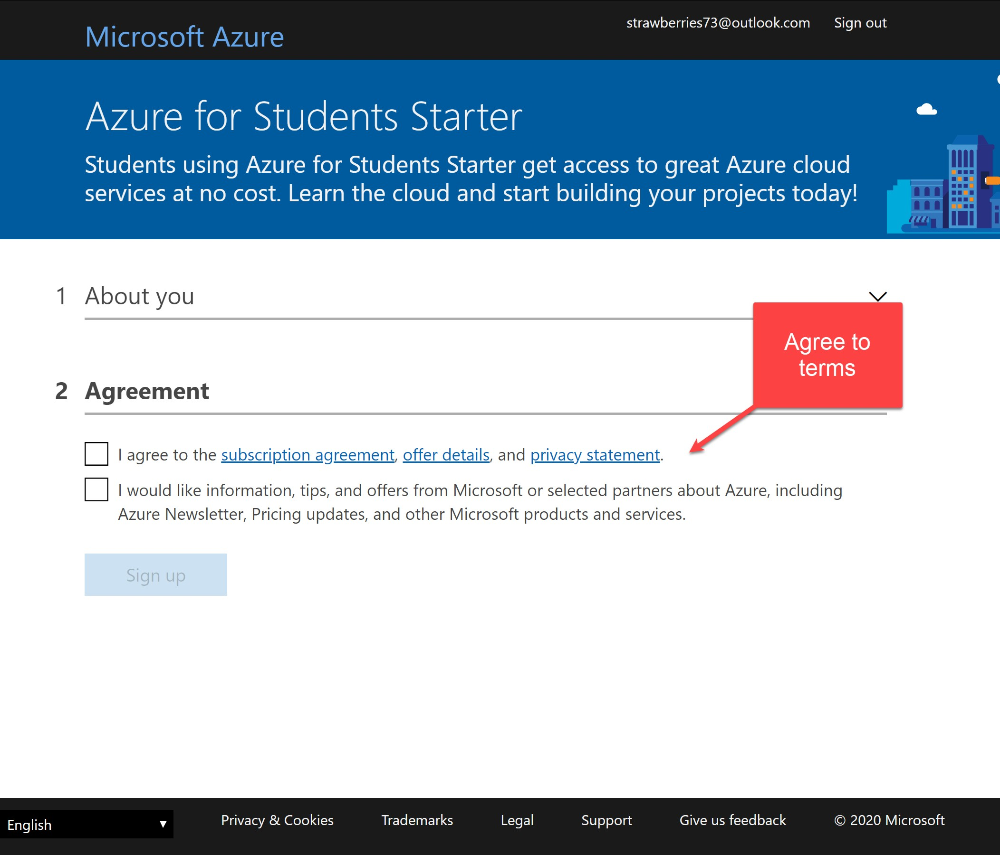 strawberries73@outlook.com Sign out
Microsoft Azure
Azure for Students Starter
Students using Azure for Students Starter get access to great Azure cloud
services at no cost. Learn the cloud and start building your projects today!
1 About you
Agree to
terms
2 Agreement
I agree to the subscription agreement, offer details, and privacy statement.
I would like information, tips, and offers from Microsoft or selected partners about Azure, including
Azure Newsletter, Pricing updates, and other Microsoft products and services.
Sign up
English Privacy & Cookies Trademarks Legal Support Give us feedback © 2020 Microsoft